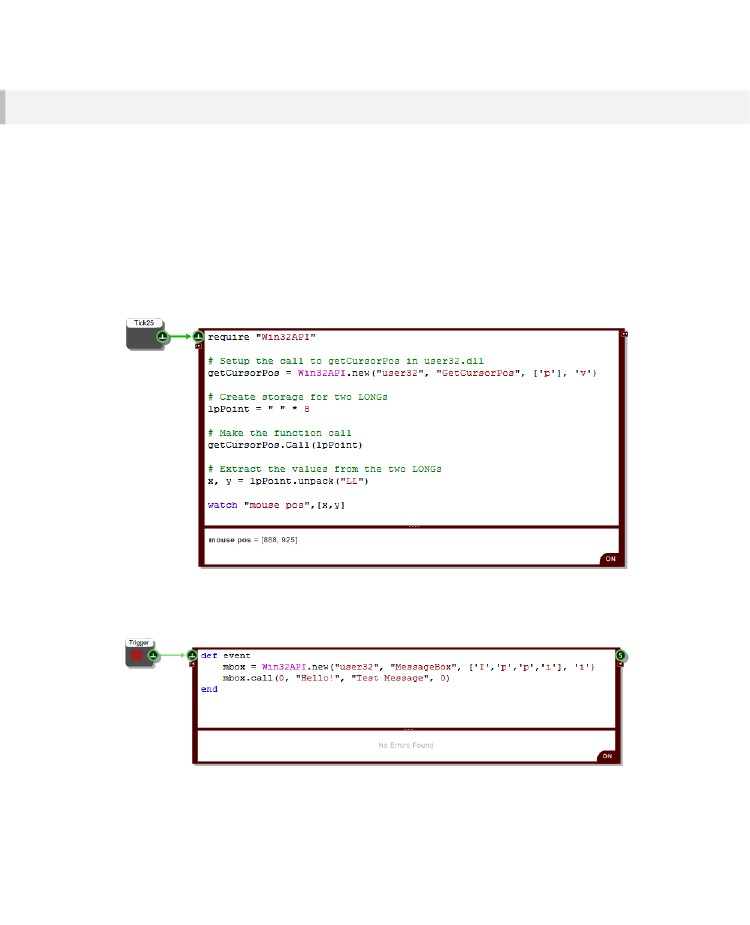 Tick25
require "Win32API"
# Setup the call to getCursorPos in user32.dll
getCursorPos = Win32API.new("user32", "GetCursorPos", ['p'], 'v')
# Create storage for two LONGs
lpPoint = " " * 8
# Make the function call
getCursorPos.Call(lpPoint)
# Extract the values from the two LONGs
x, y = lpPoint.unpack("LL")
watch "mouse pos",[x,y]
mouse pos = [888, 925]
ON
Trigger
def event
mbox = Win32API.new("user32", "MessageBox", ['I','p','p','i'], 'i')
mbox.call(0, "Hello!", "Test Message", 0)
end
S
No Errors Found
ON